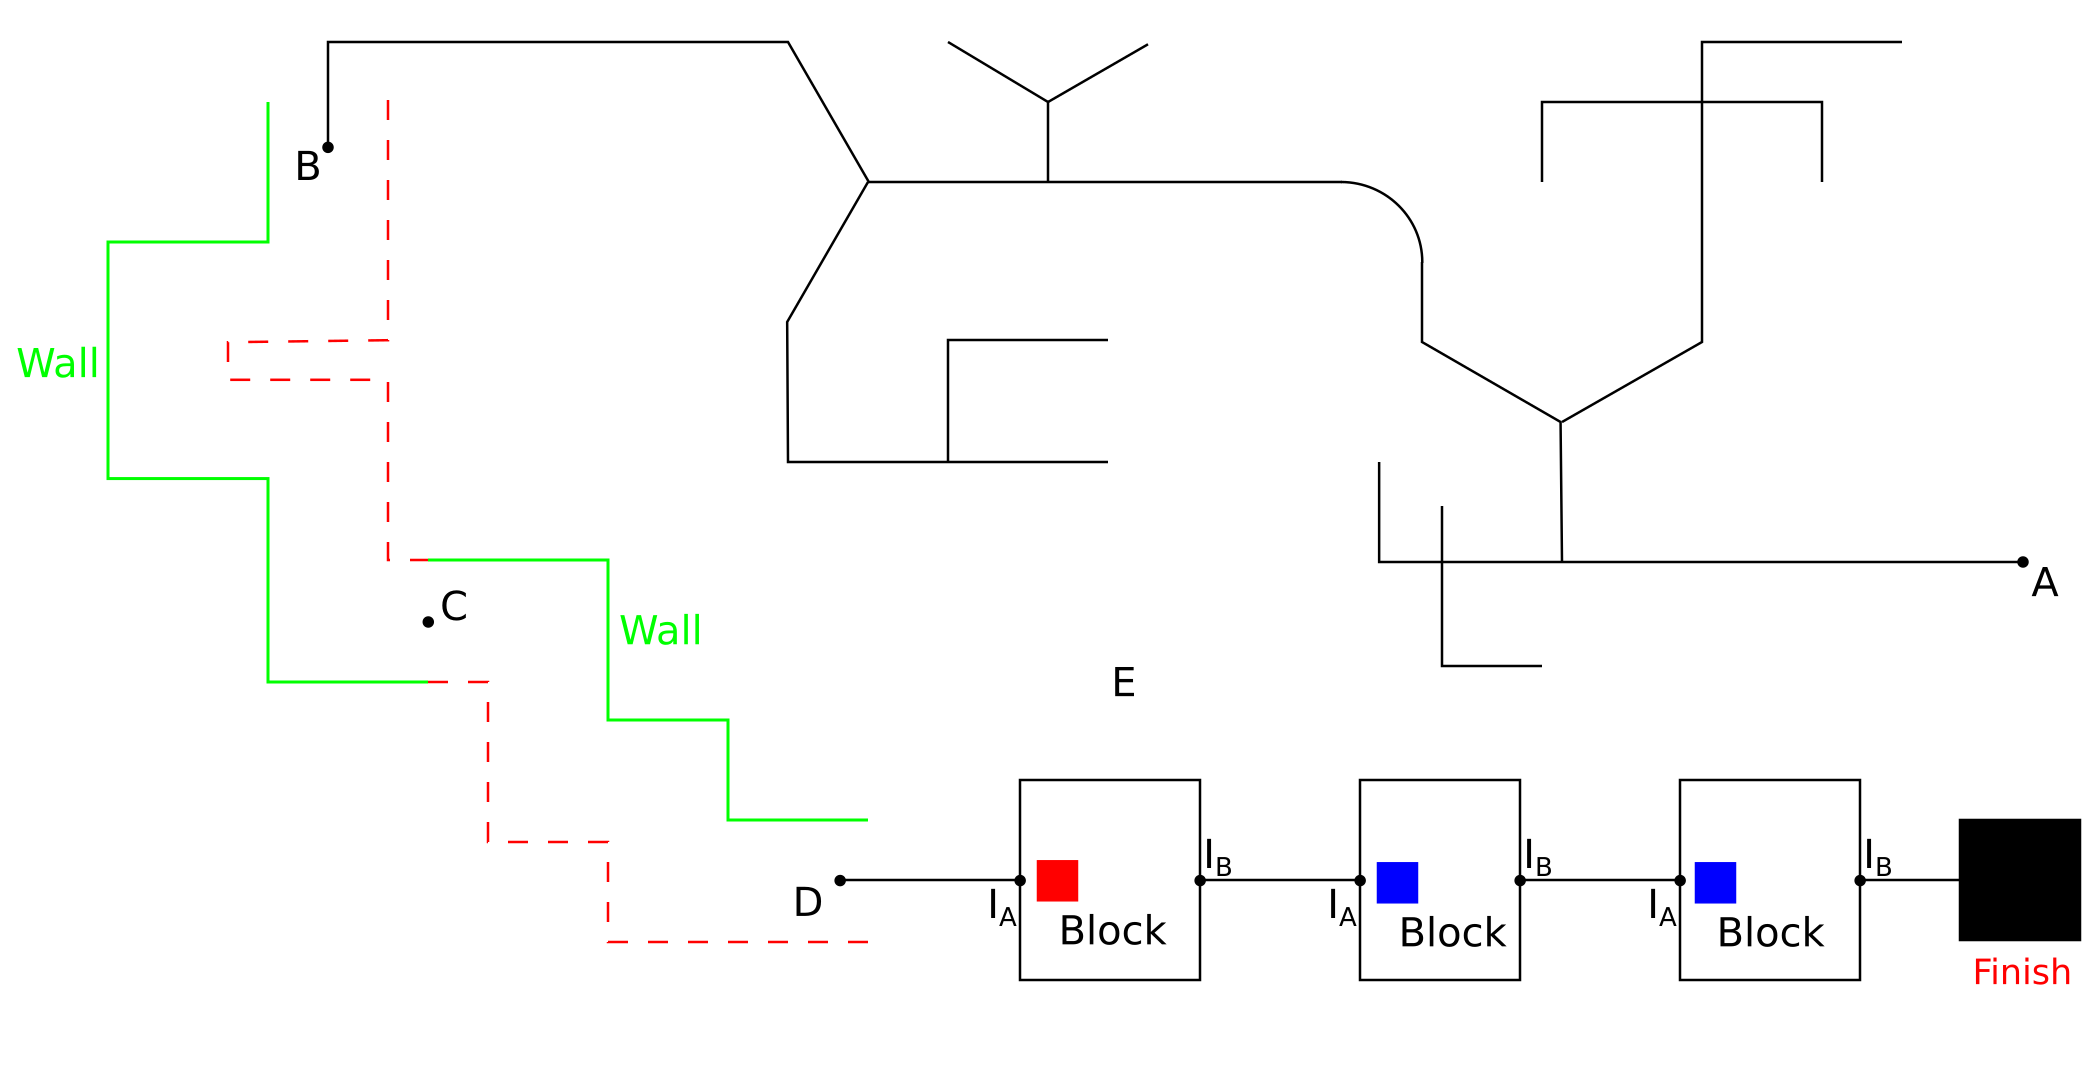 B
Wall
A
C
Wall
E
I_B
I_B
I_B
D
I_A
I_A
I_A
Block
Block
Block
Finish